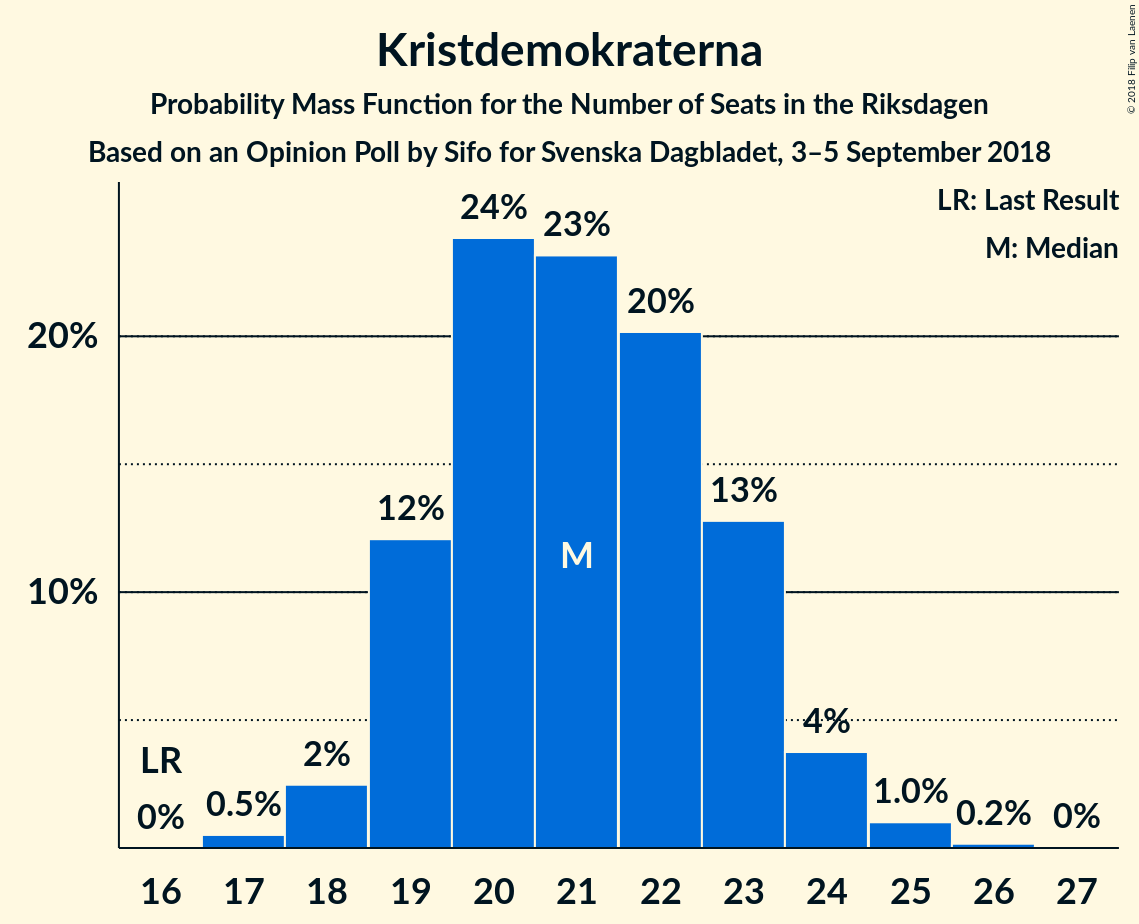 Kristdemokraterna
Probability Mass Function for the Number of Seats in the Riksdagen
Based on an Opinion Poll by Sifo for Svenska Dagbladet, 3–5 September 2018
© 2018 Filip van Laenen
LR: Last Result
M: Median
20%
10%
LR
0%
0.5%
2%
12%
24%
23%
M
20%
13%
4%
1.0%
0.2%
0%
16 17 18 19 20 21 22 23 24 25 26 27